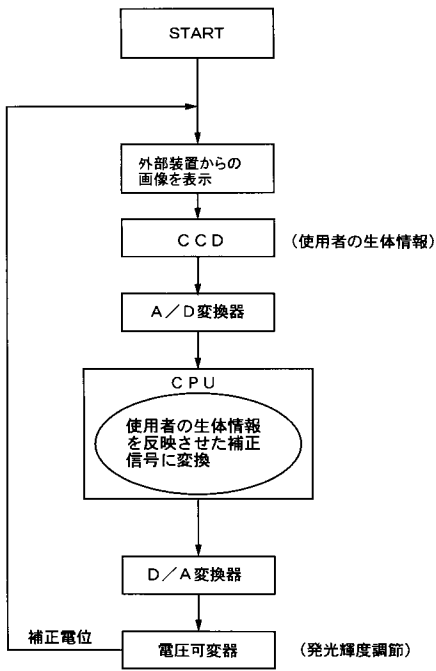 START
外部装置からの
画像を表示
CCD (使用者の生体情報)
A/D変換器
CPU
使用者の生体情報
を反映させた補正
信号に変換
D/A変換器
補正電位
電圧可変器 (発光輝度調節)